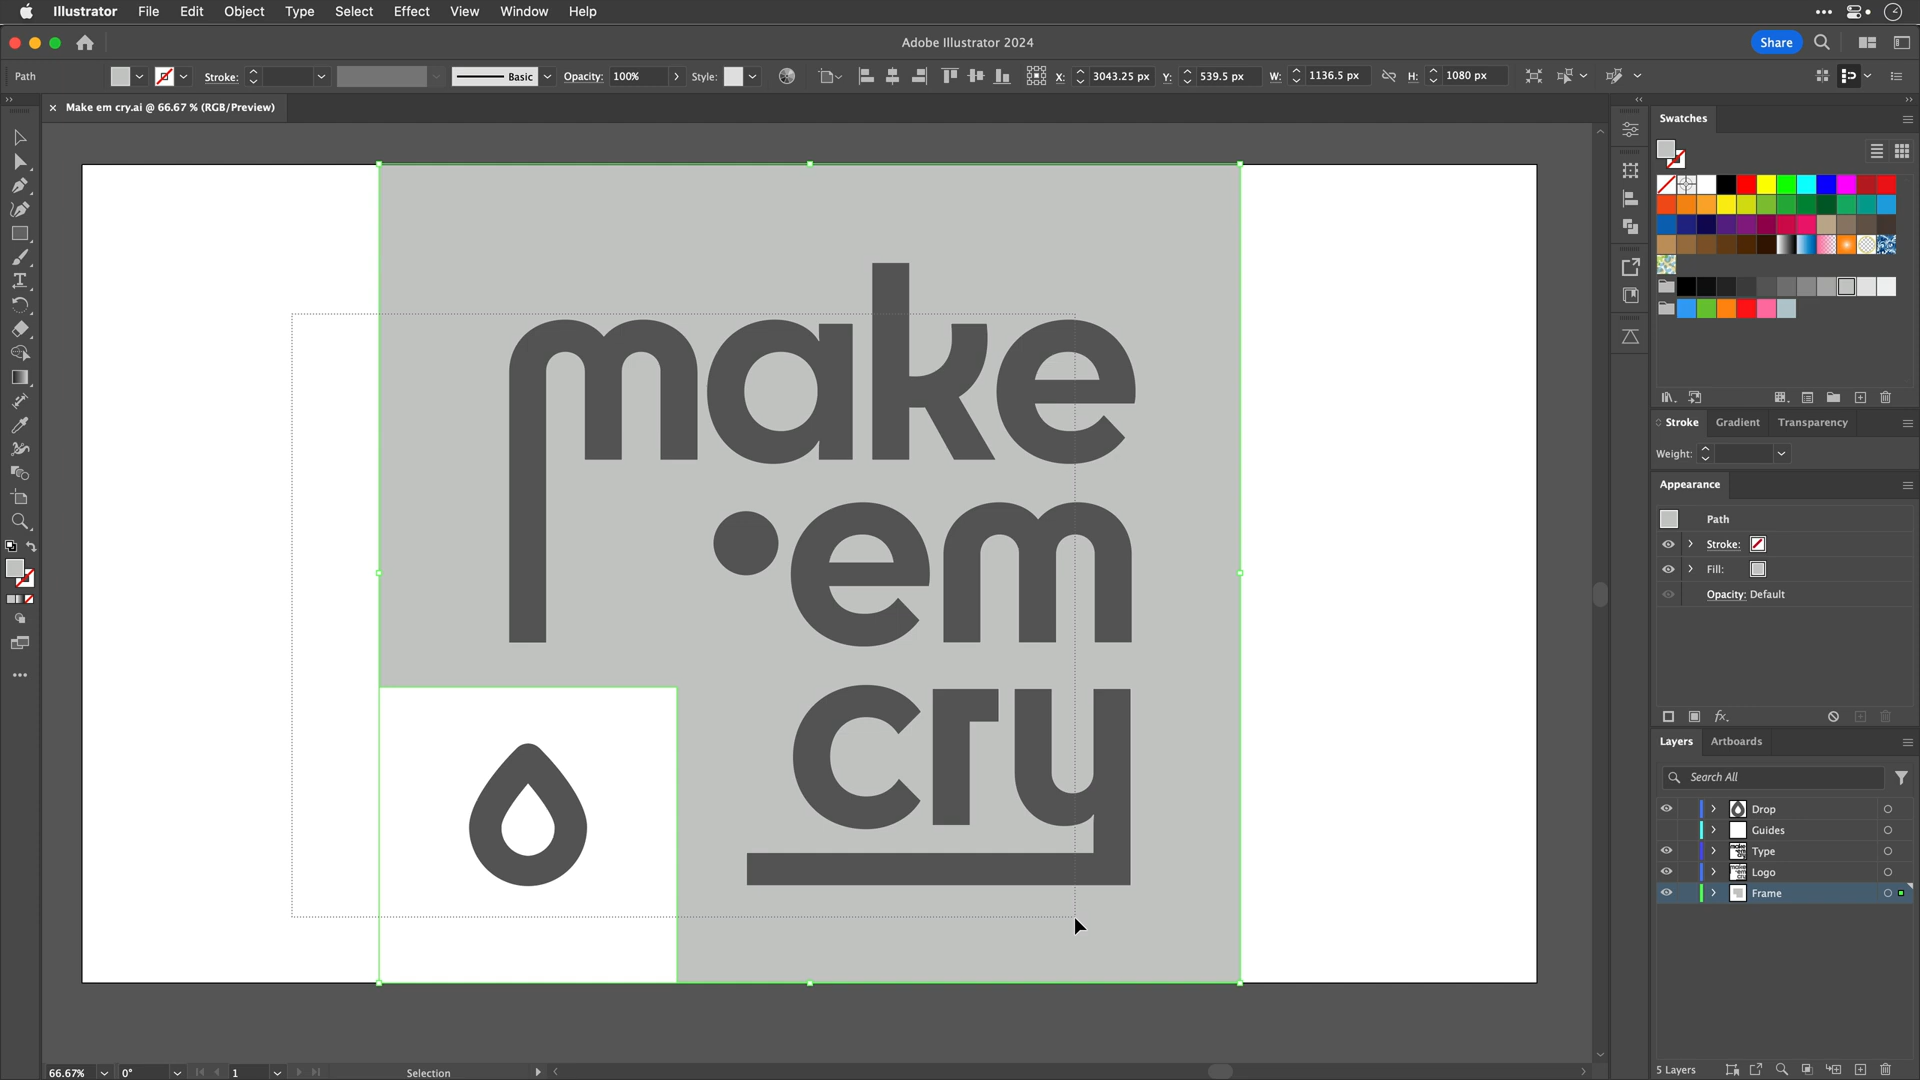 Illustrator File Edit Object Type Select Effect View Window Help
Adobe Illustrator 2024
Share
Path Stroke: Basic Opacity: 100% Style: X: 3043.25 px Y: 539.5 px W: 1136.5 px H: 1080 px
Make em cry.ai @ 66.67 % (RGB/Preview)
Swatches
make
em
cry
Stroke Gradient Transparency
Weight:
Appearance
Path
Stroke:
Fill:
Opacity: Default
fx.
Layers Artboards
Search All
Drop
Guides
Type
Logo
Frame
66.67% 0° 1 Selection
5 Layers